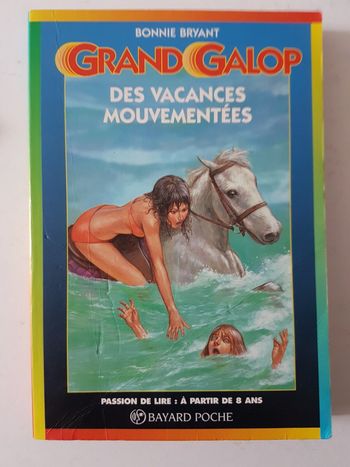 BONNIE BRYANT
GRAND GALOP
DES VACANCES
MOUVEMENTÉES
PASSION DE LIRE : À PARTIR DE 8 ANS
BAYARD POCHE